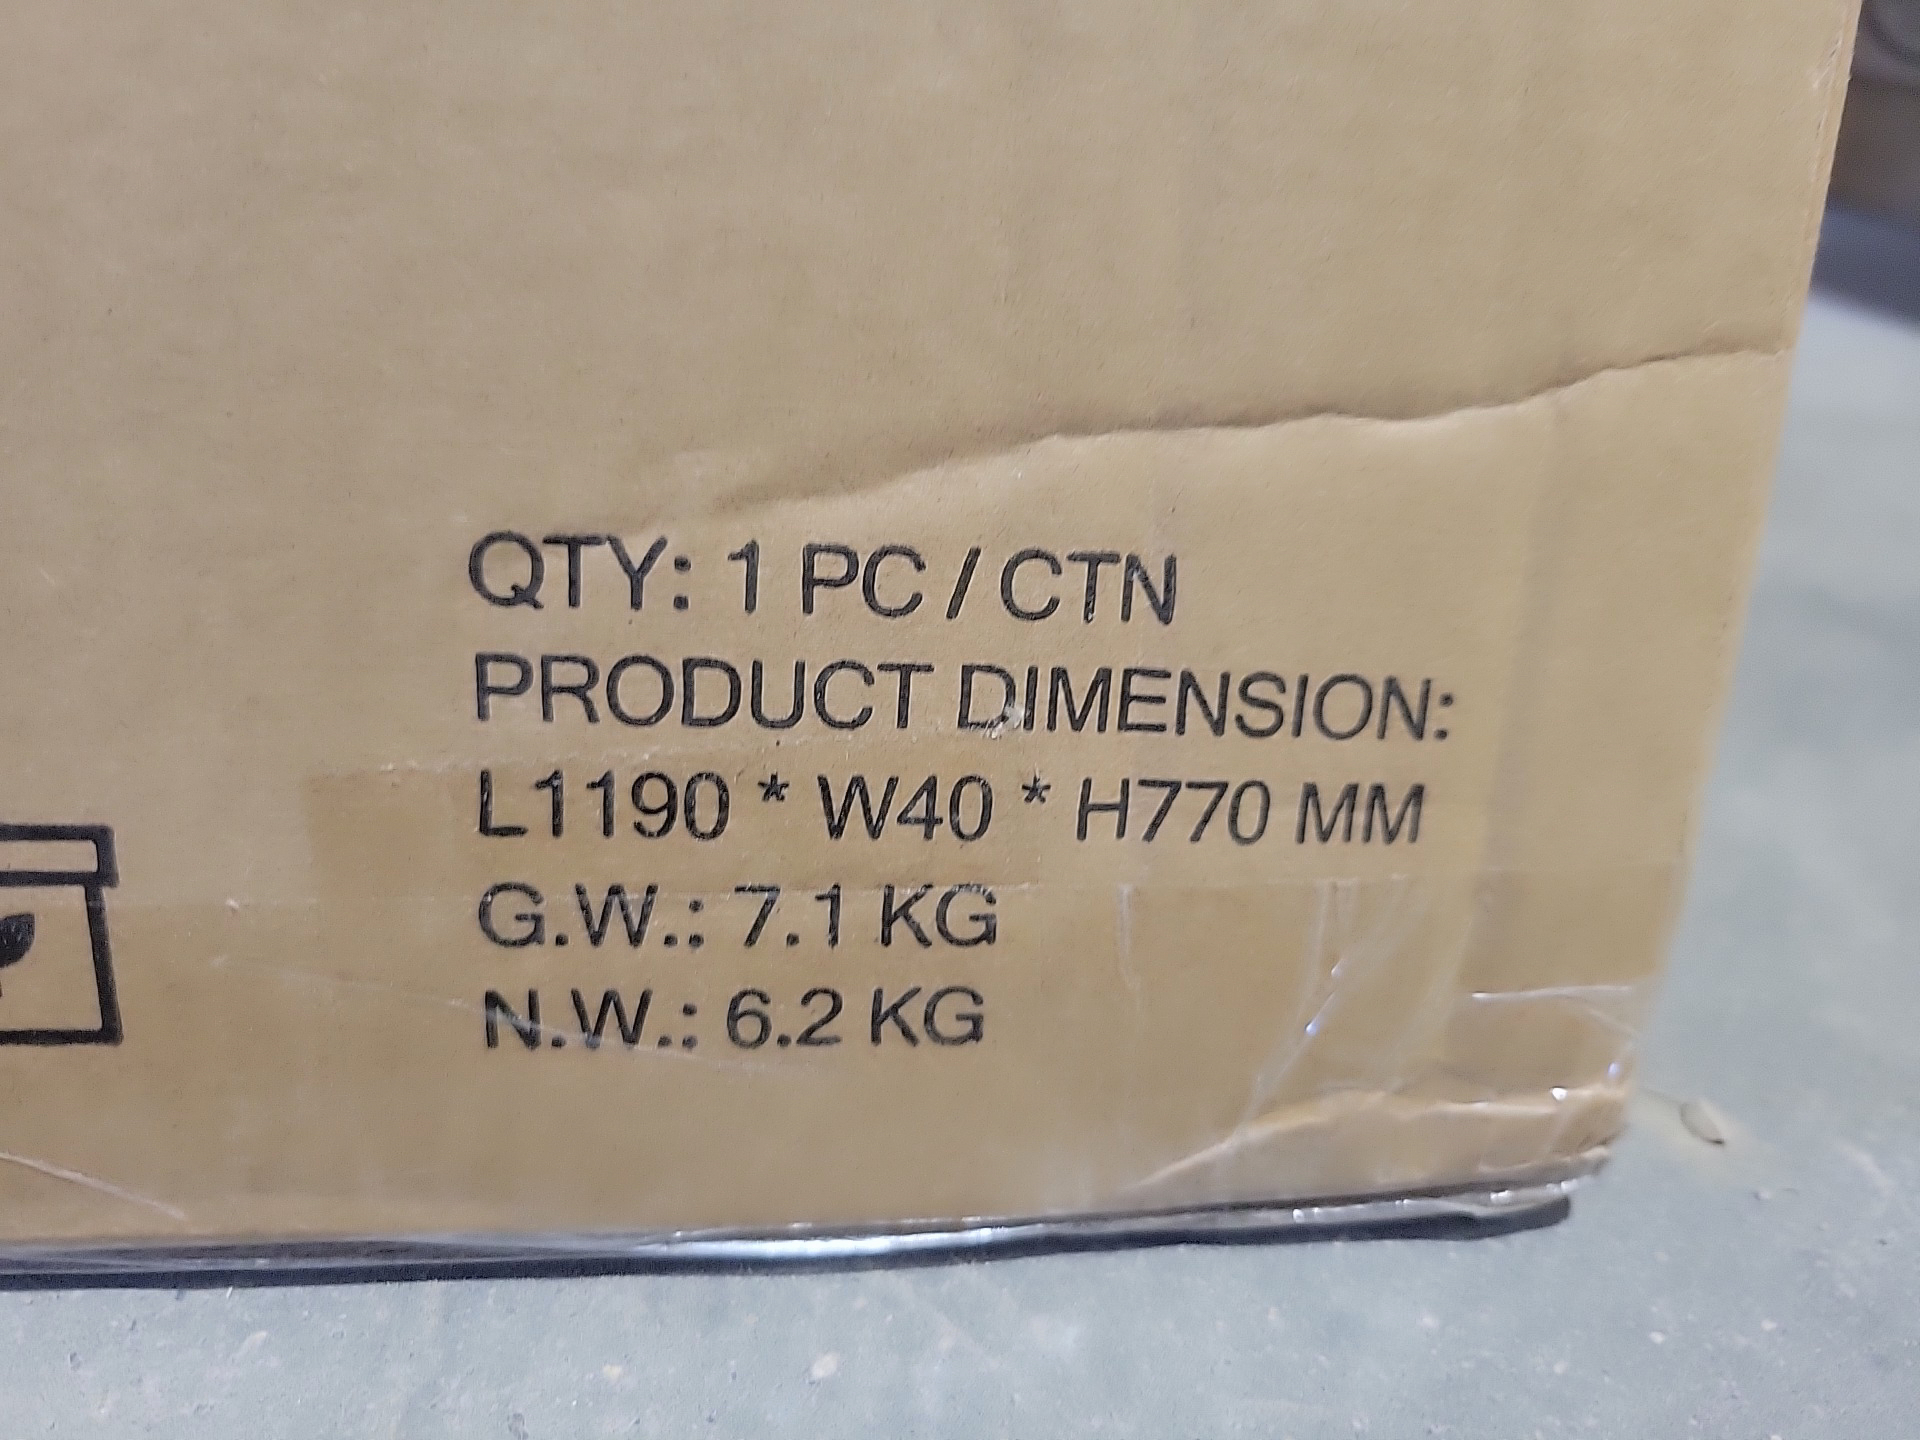 QTY: 1 PC / CTN
PRODUCT DIMENSION:
L1190 * W40 * H770 MM
G.W.: 7.1 KG
N.W.: 6.2 KG